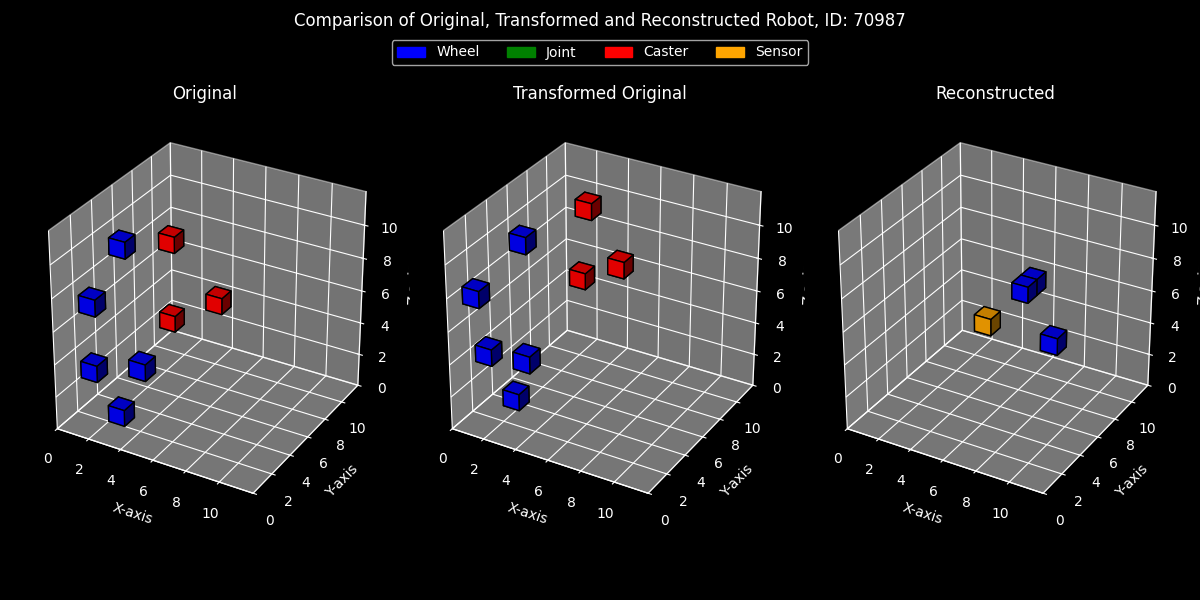 Comparison of Original, Transformed and Reconstructed Robot, ID: 70987
Wheel Joint Caster Sensor
Original Transformed Original Reconstructed
10 10 10
8 8 8
6 6 6
4 4 4
2 2 2
0 0 0
0 2 4 6 8 10 0 2 4 6 8 10 0 2 4 6 8 10
0 2 4 6 8 10 0 2 4 6 8 10 0 2 4 6 8 10
X-axis Y-axis X-axis Y-axis X-axis Y-axis